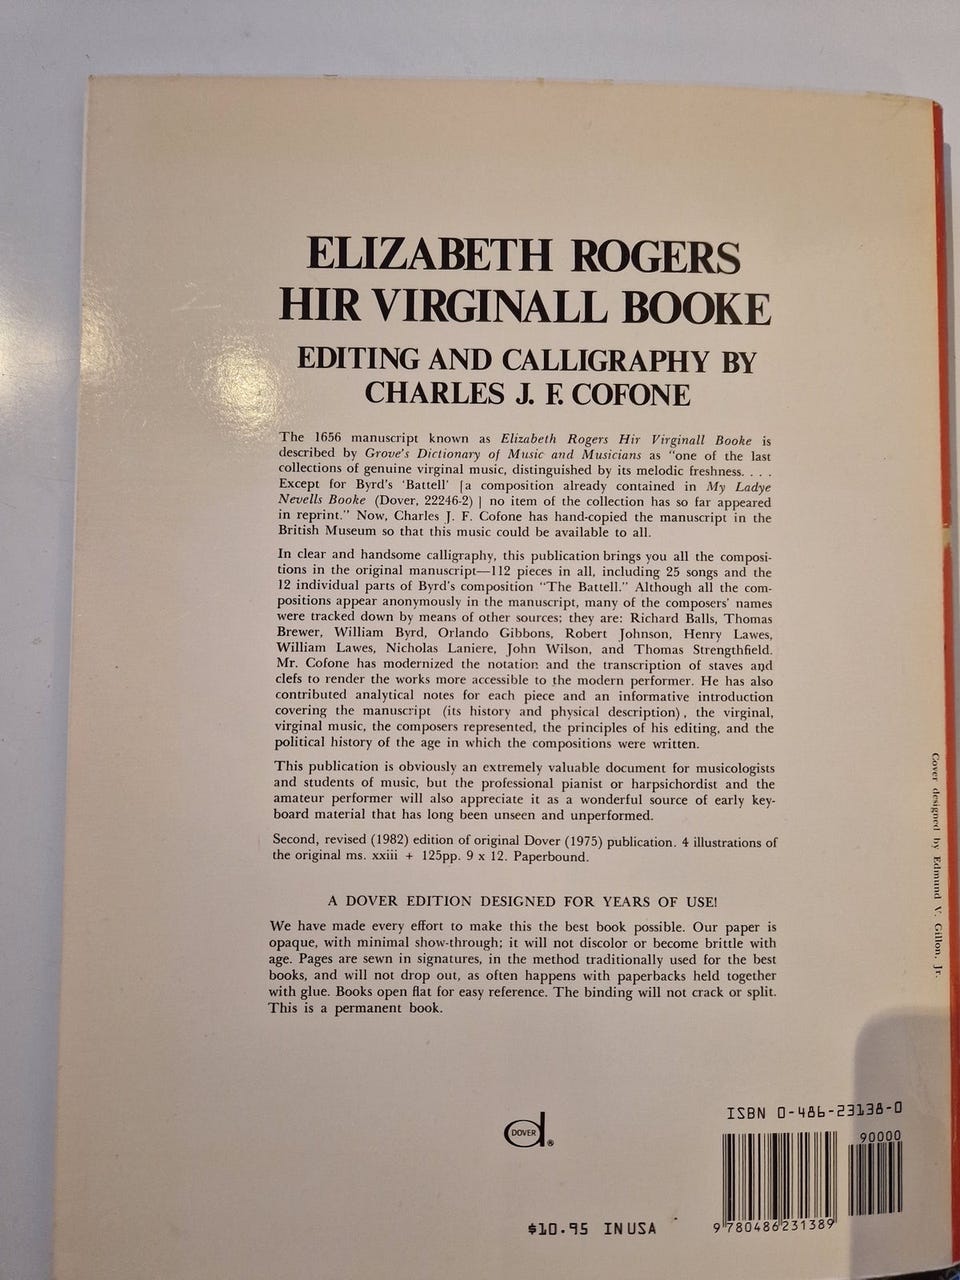 ELIZABETH ROGERS
HIR VIRGINALL BOOKE
EDITING AND CALLIGRAPHY BY
CHARLES J. F. COFONE
The 1656 manuscript known as Elizabeth Rogers Hir Virginall Booke is
described by Grove's Dictionary of Music and Musicians as "one of the last
collections of genuine virginal music, distinguished by its melodic freshness. . . .
Except for Byrd's 'Battell' [a composition already contained in My Ladye
Nevells Booke (Dover, 22246-2) ] no item of the collection has so far appeared
in reprint." Now, Charles J. F. Cofone has hand-copied the manuscript in the
British Museum so that this music could be available to all.
In clear and handsome calligraphy, this publication brings you all the composi-
tions in the original manuscript—112 pieces in all, including 25 songs and the
12 individual parts of Byrd's composition "The Battell." Although all the com-
positions appear anonymously in the manuscript, many of the composers' names
were tracked down by means of other sources; they are: Richard Balls, Thomas
Brewer, William Byrd, Orlando Gibbons, Robert Johnson, Henry Lawes,
William Lawes, Nicholas Laniere, John Wilson, and Thomas Strengthfield.
Mr. Cofone has modernized the notation and the transcription of staves and
clefs to render the works more accessible to the modern performer. He has also
contributed analytical notes for each piece and an informative introduction
covering the manuscript (its history and physical description), the virginal,
virginal music, the composers represented, the principles of his editing, and the
political history of the age in which the compositions were written.
This publication is obviously an extremely valuable document for musicologists
and students of music, but the professional pianist or harpsichordist and the
amateur performer will also appreciate it as a wonderful source of early key-
board material that has long been unseen and unperformed.
Second, revised (1982) edition of original Dover (1975) publication. 4 illustrations of
the original ms. xxiii + 125pp. 9 x 12. Paperbound.
A DOVER EDITION DESIGNED FOR YEARS OF USE!
We have made every effort to make this the best book possible. Our paper is
opaque, with minimal show-through; it will not discolor or become brittle with
age. Pages are sewn in signatures, in the method traditionally used for the best
books, and will not drop out, as often happens with paperbacks held together
with glue. Books open flat for easy reference. The binding will not crack or split.
This is a permanent book.
Cover designed by Edmund V. Gillon, Jr.
DOVER ®
$10.95 IN USA
ISBN 0-486-23138-0
90000
9 780486 231389